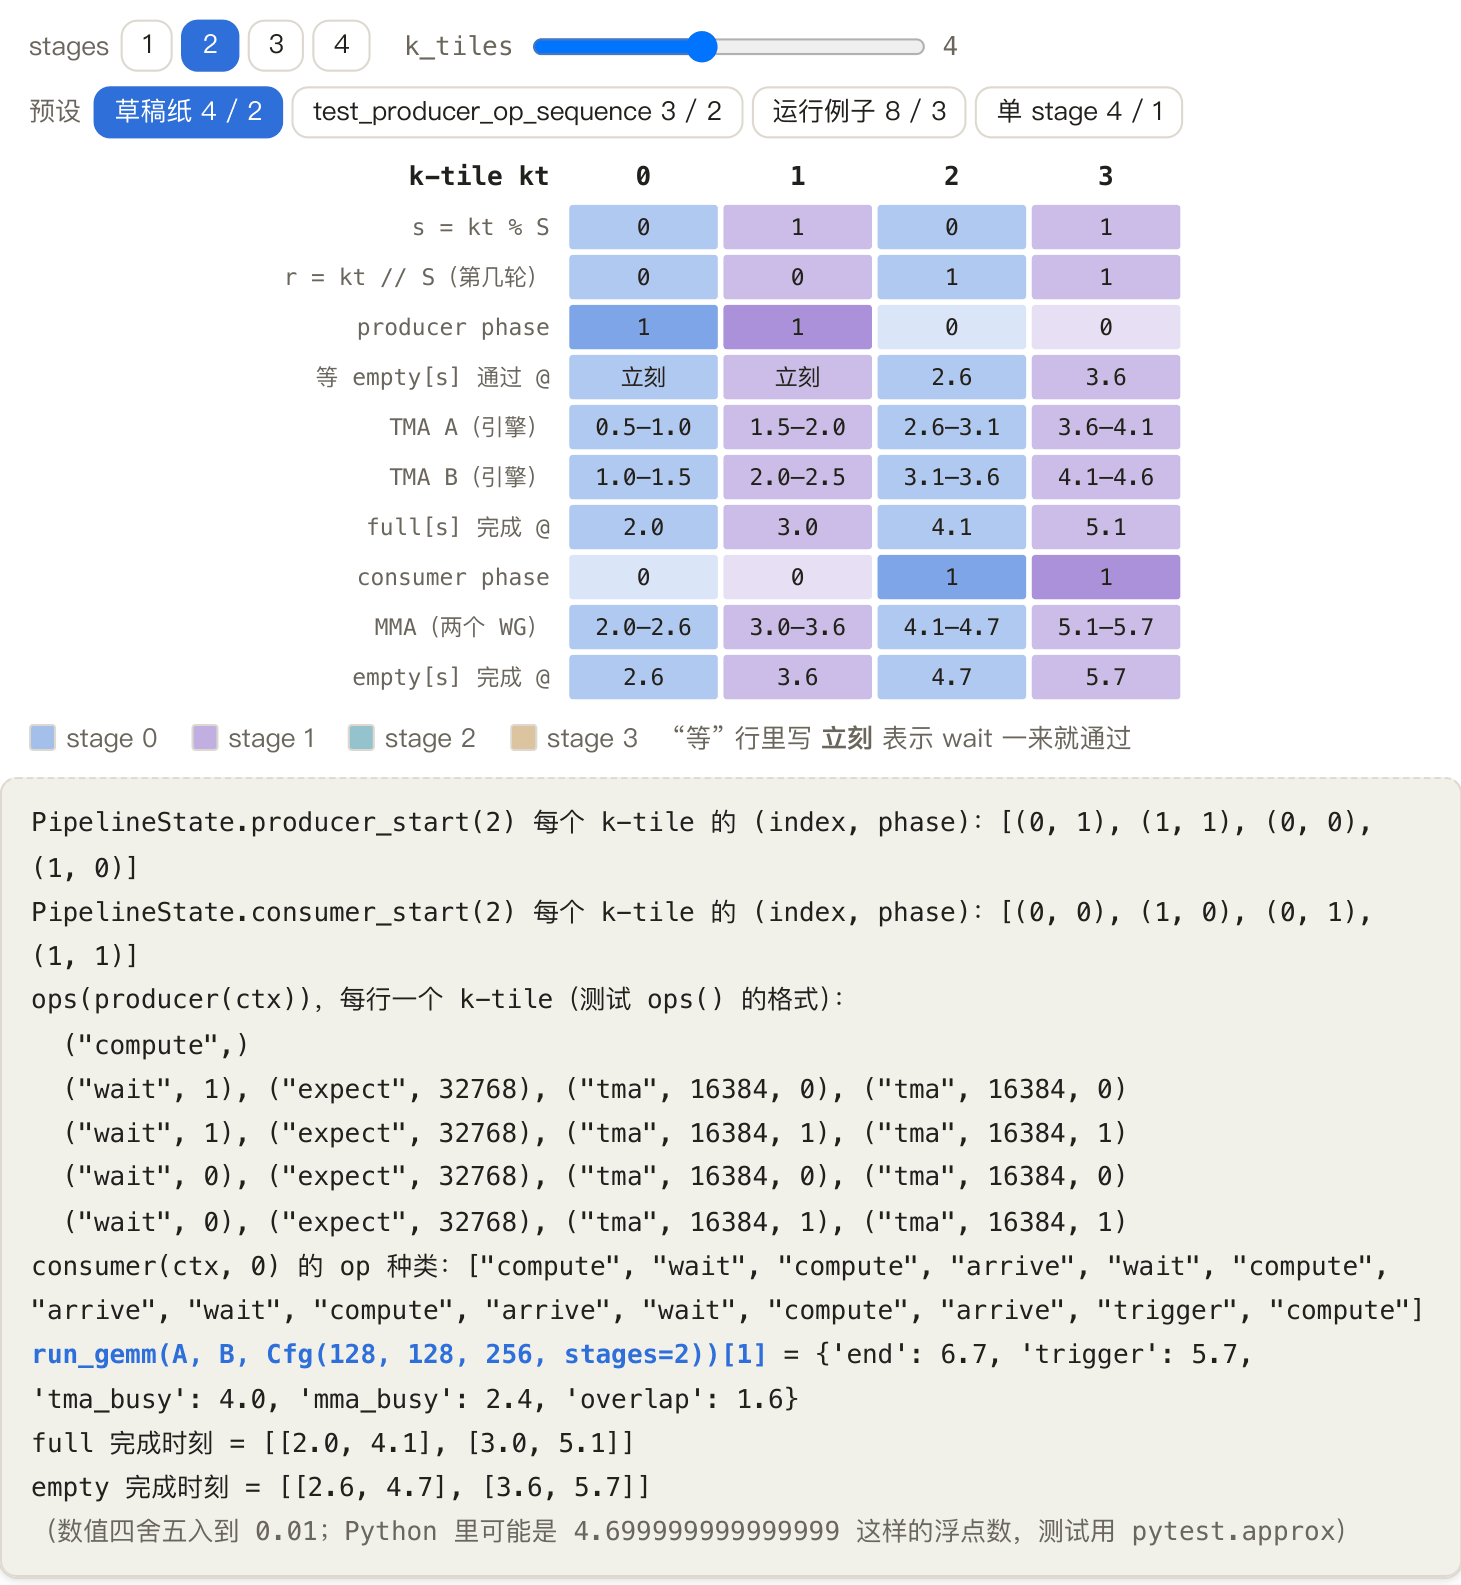 stages 1 2 3 4 k_tiles 4
预设 草稿纸 4 / 2 test_producer_op_sequence 3 / 2 运行例子 8 / 3 单 stage 4 / 1
k-tile kt 0 1 2 3
s = kt % S 0 1 0 1
r = kt // S（第几轮） 0 0 1 1
producer phase 1 1 0 0
等 empty[s] 通过 @ 立刻 立刻 2.6 3.6
TMA A（引擎） 0.5–1.0 1.5–2.0 2.6–3.1 3.6–4.1
TMA B（引擎） 1.0–1.5 2.0–2.5 3.1–3.6 4.1–4.6
full[s] 完成 @ 2.0 3.0 4.1 5.1
consumer phase 0 0 1 1
MMA（两个 WG） 2.0–2.6 3.0–3.6 4.1–4.7 5.1–5.7
empty[s] 完成 @ 2.6 3.6 4.7 5.7
stage 0 stage 1 stage 2 stage 3 “等”行里写 立刻 表示 wait 一来就通过
PipelineState.producer_start(2) 每个 k-tile 的 (index, phase)：[(0, 1), (1, 1), (0, 0),
(1, 0)]
PipelineState.consumer_start(2) 每个 k-tile 的 (index, phase)：[(0, 0), (1, 0), (0, 1),
(1, 1)]
ops(producer(ctx))，每行一个 k-tile（测试 ops() 的格式）：
("compute",)
("wait", 1), ("expect", 32768), ("tma", 16384, 0), ("tma", 16384, 0)
("wait", 1), ("expect", 32768), ("tma", 16384, 1), ("tma", 16384, 1)
("wait", 0), ("expect", 32768), ("tma", 16384, 0), ("tma", 16384, 0)
("wait", 0), ("expect", 32768), ("tma", 16384, 1), ("tma", 16384, 1)
consumer(ctx, 0) 的 op 种类：["compute", "wait", "compute", "arrive", "wait", "compute",
"arrive", "wait", "compute", "arrive", "wait", "compute", "arrive", "trigger", "compute"]
run_gemm(A, B, Cfg(128, 128, 256, stages=2))[1] = {'end': 6.7, 'trigger': 5.7,
'tma_busy': 4.0, 'mma_busy': 2.4, 'overlap': 1.6}
full 完成时刻 = [[2.0, 4.1], [3.0, 5.1]]
empty 完成时刻 = [[2.6, 4.7], [3.6, 5.7]]
（数值四舍五入到 0.01；Python 里可能是 4.699999999999999 这样的浮点数，测试用 pytest.approx）